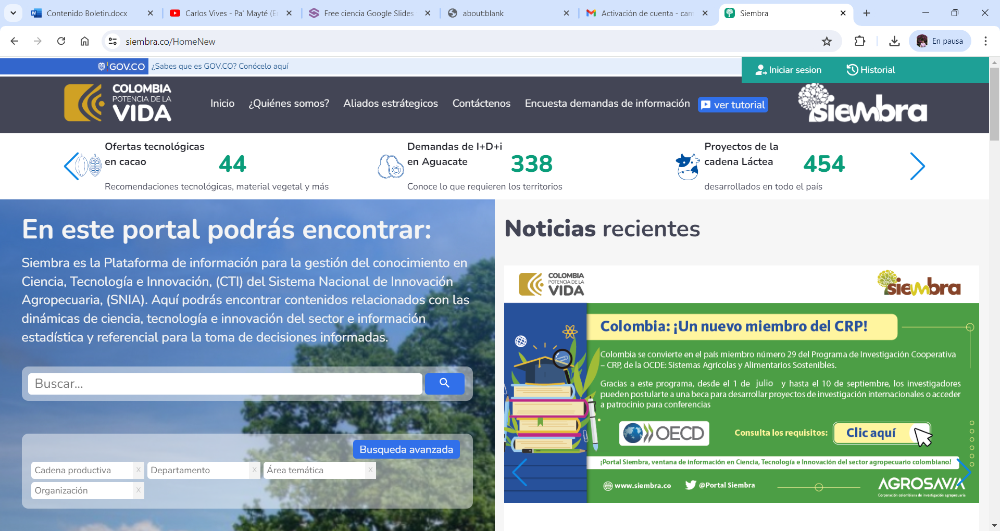 Contenido Boletin.docx
Carlos Vives - Pa' Mayté (E
Free ciencia Google Slides
about:blank
Activación de cuenta - cam
Siembra
siembra.co/HomeNew
En pausa
GOV.CO
¿Sabes que es GOV.CO? Conócelo aquí
Iniciar sesion
Historial
COLOMBIA
POTENCIA DE LA
VIDA
Inicio
¿Quiénes somos?
Aliados estrátegicos
Contáctenos
Encuesta demandas de información
ver tutorial
siembra
Ofertas tecnológicas
en cacao
44
Recomendaciones tecnológicas, material vegetal y más
Demandas de I+D+i
en Aguacate
338
Conoce lo que requieren los territorios
Proyectos de la
cadena Láctea
454
desarrollados en todo el país
En este portal podrás encontrar:
Siembra es la Plataforma de información para la gestión del conocimiento en
Ciencia, Tecnología e Innovación, (CTI) del Sistema Nacional de Innovación
Agropecuaria, (SNIA). Aquí podrás encontrar contenidos relacionados con las
dinámicas de ciencia, tecnología e innovación del sector e información
estadística y referencial para la toma de decisiones informadas.
Buscar...
Busqueda avanzada
Cadena productiva X
Departamento X
Área temática X
Organización X
Noticias recientes
COLOMBIA
POTENCIA DE LA
VIDA
siembra
Colombia: ¡Un nuevo miembro del CRP!
Colombia se convierte en el país miembro número 29 del Programa de Investigación Cooperativa
– CRP, de la OCDE: Sistemas Agrícolas y Alimentarios Sostenibles.
Gracias a este programa, desde el 1 de julio y hasta el 10 de septiembre, los investigadores
pueden postularte a una beca para desarrollar proyectos de investigación internacionales o acceder
a patrocinio para conferencias
OECD
Consulta los requisitos:
Clic aquí
¡Portal Siembra, ventana de información en Ciencia, Tecnología e Innovación del sector agropecuario colombiano!
www.siembra.co
@Portal Siembra
AGROSAVIA
Corporación colombiana de investigación agropecuaria